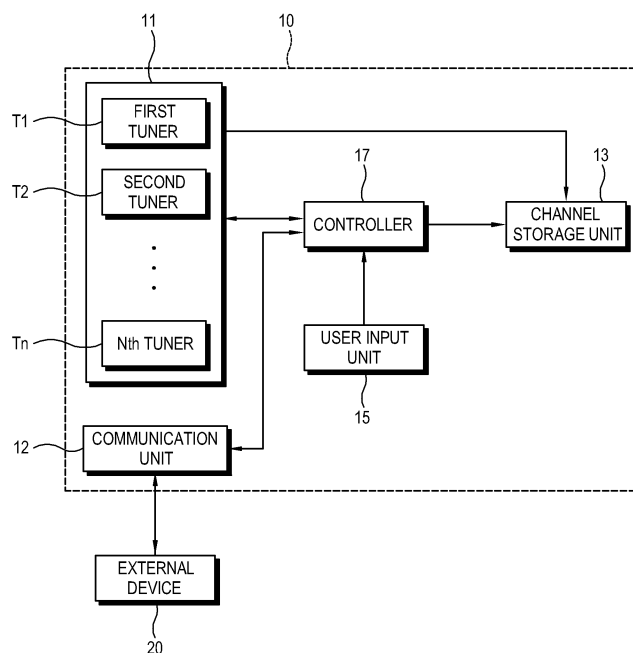 10
11
T1
FIRST
TUNER
T2
SECOND
TUNER
17
CONTROLLER
13
CHANNEL
STORAGE UNIT
Tn
Nth TUNER
USER INPUT
UNIT
15
12
COMMUNICATION
UNIT
EXTERNAL
DEVICE
20